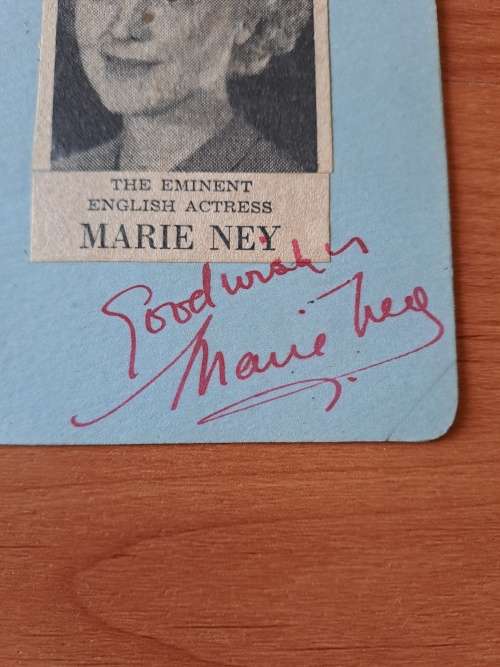 THE EMINENT
ENGLISH ACTRESS
MARIE NEY
Good wishes
Marie Ney